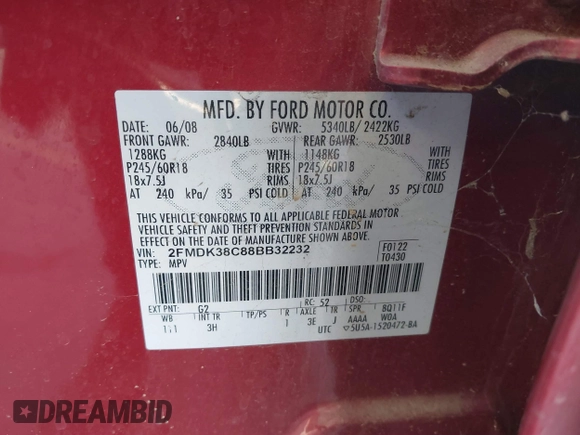 MFD. BY FORD MOTOR CO.
DATE: 06/08 GVWR: 5340LB/ 2422KG
FRONT GAWR: 2840LB REAR GAWR: 2530LB
1288KG WITH 1148KG WITH
P245/60R18 TIRES P245/60R18 TIRES
18x7.5J RIMS 18x7.5J RIMS
AT 240 kPa/ 35 PSI COLD AT 240 kPa/ 35 PSI COLD
THIS VEHICLE CONFORMS TO ALL APPLICABLE FEDERAL MOTOR
VEHICLE SAFETY AND THEFT PREVENTION STANDARDS IN
EFFECT ON THE DATE OF MANUFACTURE SHOWN ABOVE.
VIN: 2FMDK38C88BB32232 F0122
TYPE: MPV T0430
EXT PNT: G2 RC: 52 DSO:
WB INT TR TP/PS R AXLE TR SPR BQ11F
111 3H 1 3E J AAAA W0A
UTC 5U5A-1520472-BA
DREAMBID